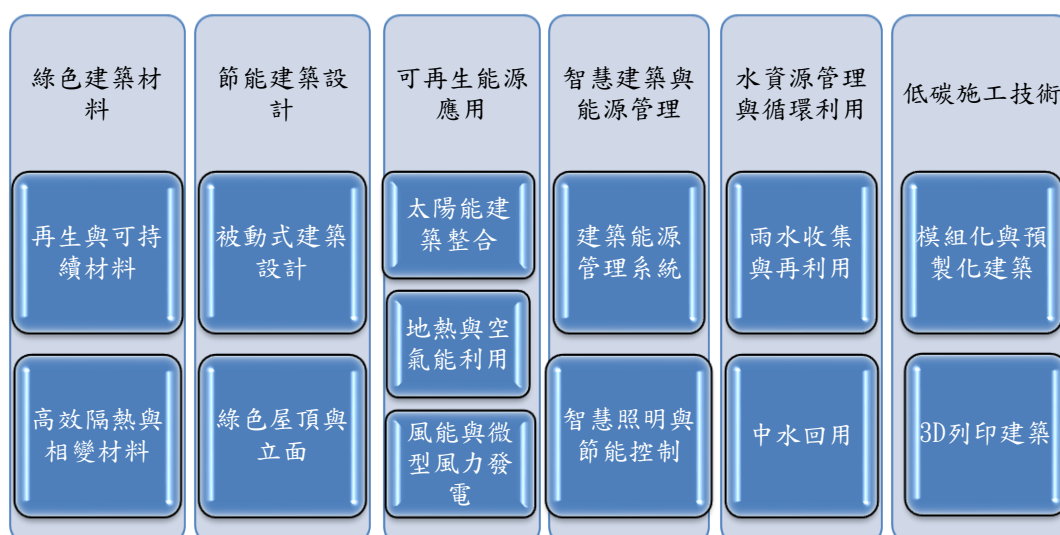 綠色建築材
料
再生與可持
續材料
高效隔熱與
相變材料
節能建築設
計
被動式建築
設計
綠色屋頂與
立面
可再生能源
應用
太陽能建
築整合
地熱與空
氣能利用
風能與微
型風力發
電
智慧建築與
能源管理
建築能源
管理系統
智慧照明與
節能控制
水資源管理
與循環利用
雨水收集
與再利用
中水回用
低碳施工技術
模組化與預
製化建築
3D列印建築